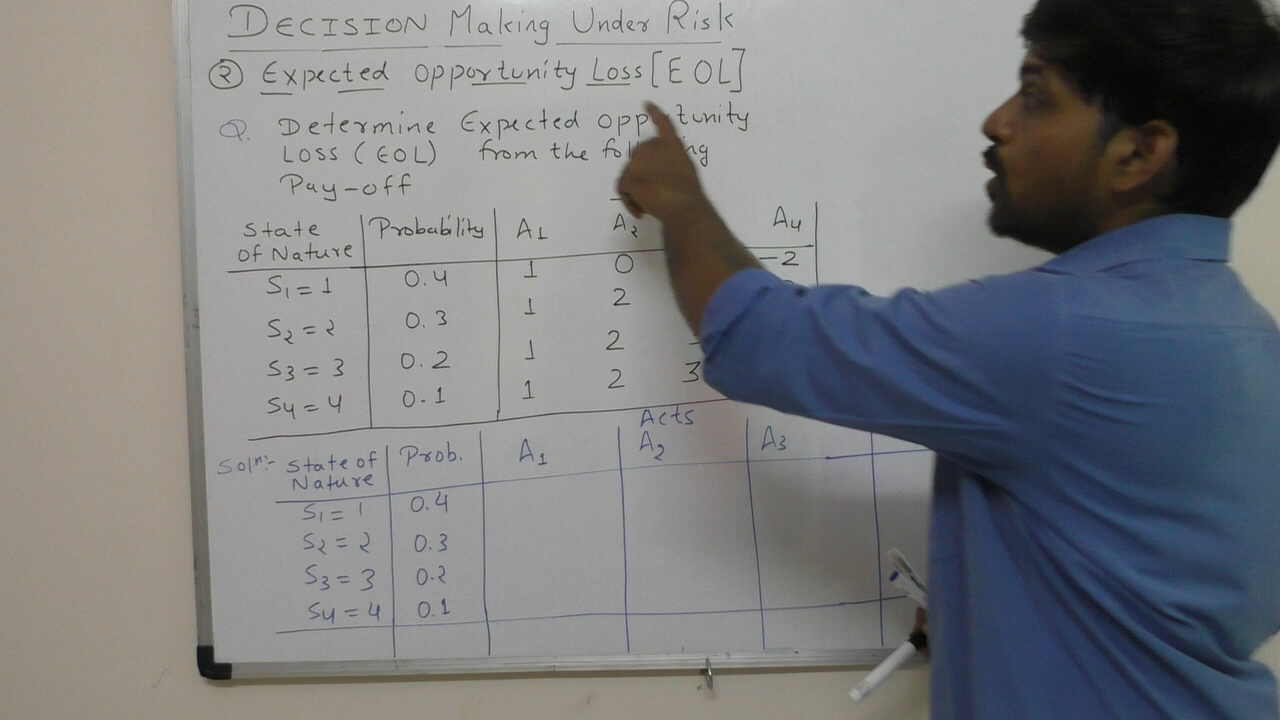 DECISION Making Under Risk
② Expected opportunity Loss [EOL]
Q. Determine Expected opportunity
Loss (EOL) from the following
Pay-off
State of Nature Probability A1 A2 A4
S1 = 1 0.4 1 0 -2
S2 = 2 0.3 1 2
S3 = 3 0.2 1 2
S4 = 4 0.1 1 2 3
Acts
Soln:- State of Nature Prob. A1 A2 A3
S1 = 1 0.4
S2 = 2 0.3
S3 = 3 0.2
S4 = 4 0.1